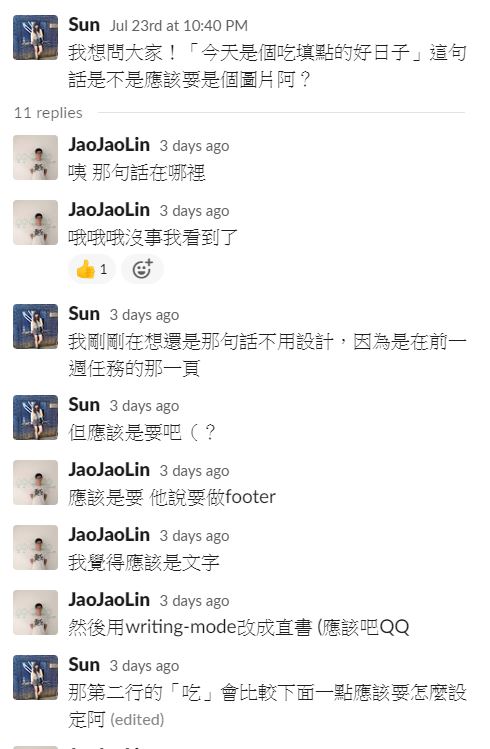 Sun Jul 23rd at 10:40 PM
我想問大家！「今天是個吃填點的好日子」這句
話是不是應該要是個圖片阿？
11 replies
JaoJaoLin 3 days ago
咦 那句話在哪裡
JaoJaoLin 3 days ago
哦哦哦沒事我看到了
1
Sun 3 days ago
我剛剛在想還是那句話不用設計，因為是在前一
週任務的那一頁
Sun 3 days ago
但應該是要吧（？
JaoJaoLin 3 days ago
應該是要 他說要做footer
JaoJaoLin 3 days ago
我覺得應該是文字
JaoJaoLin 3 days ago
然後用writing-mode改成直書 (應該吧QQ
Sun 3 days ago
那第二行的「吃」會比較下面一點應該要怎麼設
定阿 (edited)